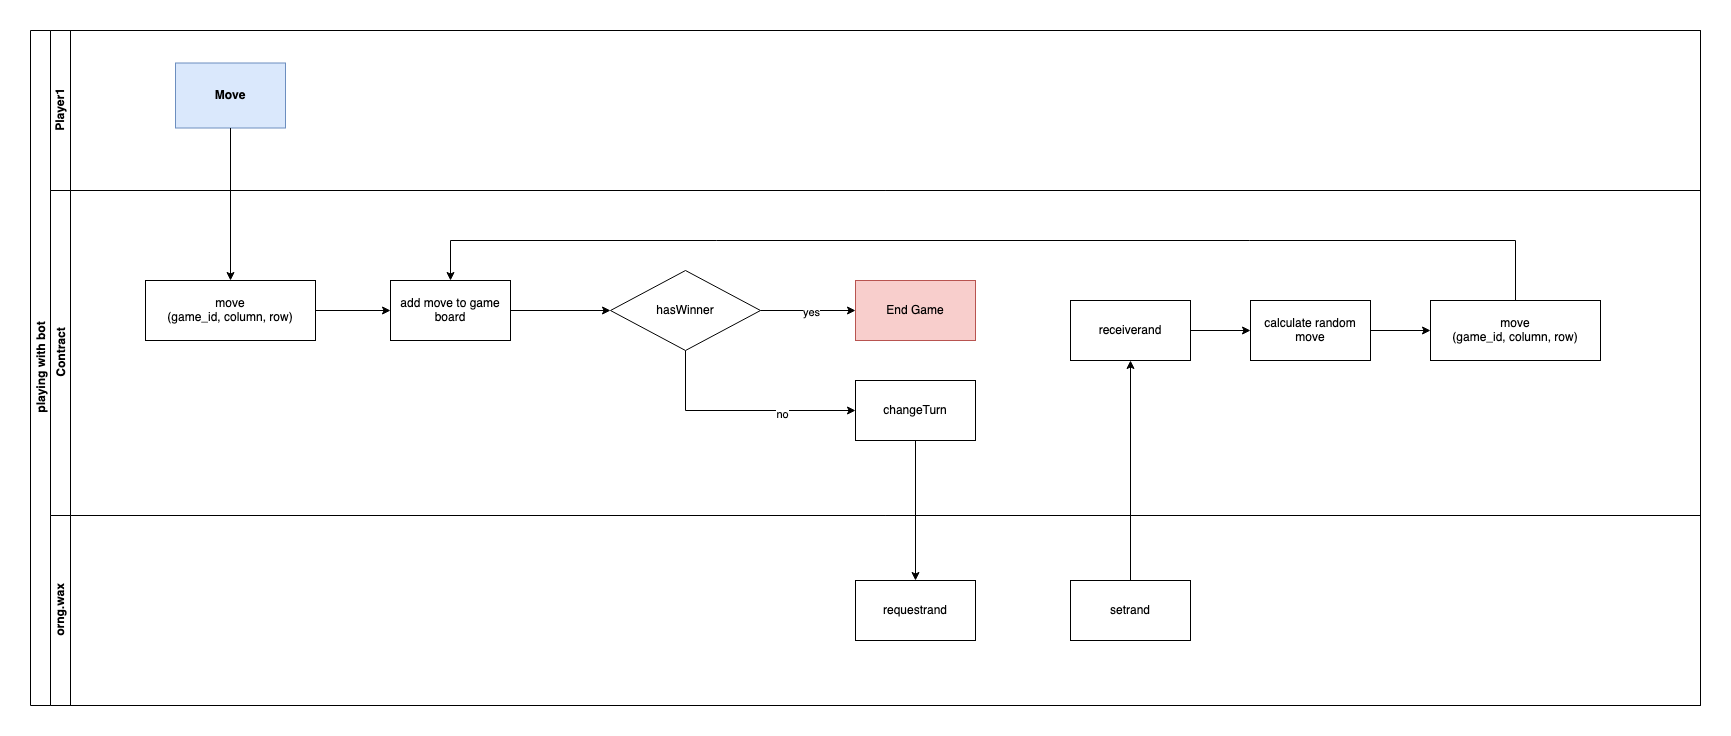 playing with bot
Player1
Move
Contract
move
(game_id, column, row)
add move to game
board
hasWinner
yes
End Game
no
changeTurn
receiverand
calculate random
move
move
(game_id, column, row)
orng.wax
requestrand
setrand